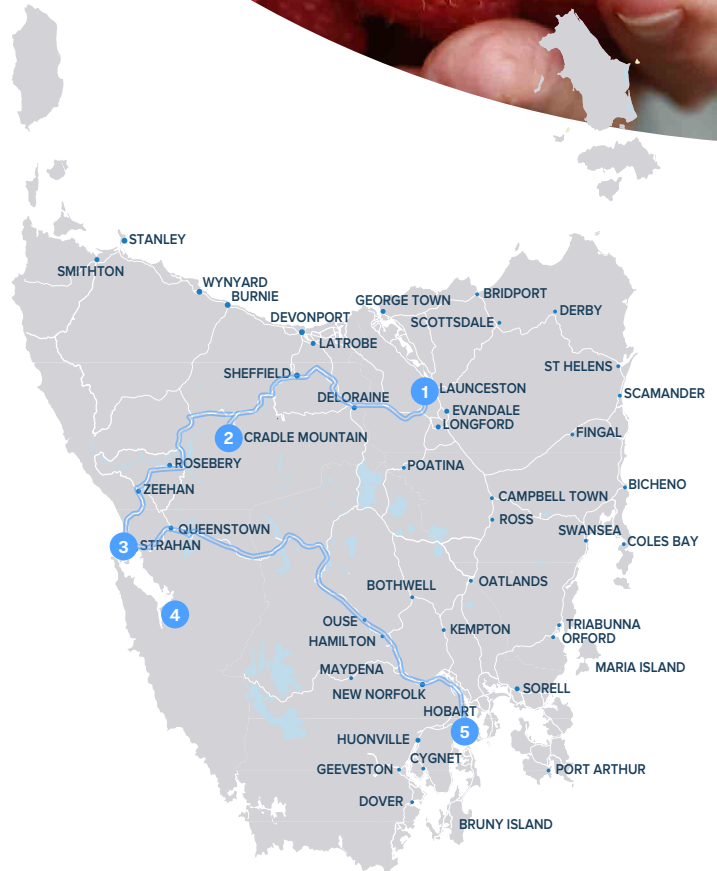 STANLEY
SMITHTON
WYNYARD
BURNIE
GEORGE TOWN
BRIDPORT
DERBY
DEVONPORT
SCOTTSDALE
LATROBE
ST HELENS
SHEFFIELD
1 LAUNCESTON
SCAMANDER
DELORAINE
EVANDALE
LONGFORD
FINGAL
2 CRADLE MOUNTAIN
ROSEBERY
POATINA
ZEEHAN
BICHENO
CAMPBELL TOWN
ROSS
QUEENSTOWN
SWANSEA
COLES BAY
3 STRAHAN
OATLANDS
BOTHWELL
4
OUSE
TRIABUNNA
KEMPTON
ORFORD
HAMILTON
MARIA ISLAND
MAYDENA
SORELL
NEW NORFOLK
HOBART
5
HUONVILLE
CYGNET
GEEVESTON
PORT ARTHUR
DOVER
BRUNY ISLAND